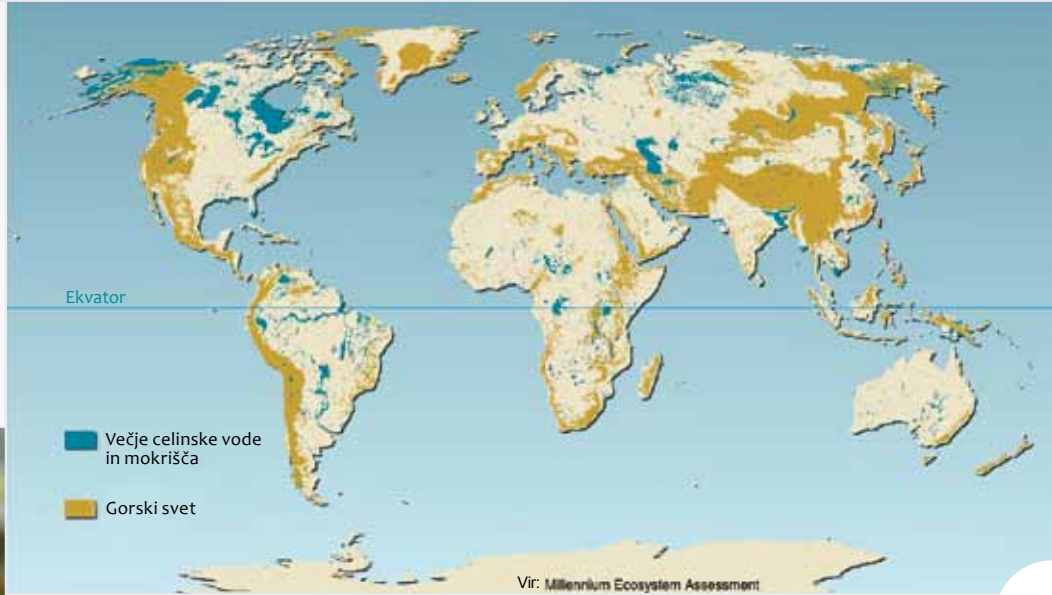 Ekvator
Večje celinske vode
in mokrišča
Gorski svet
Vir: Millennium Ecosystem Assessment